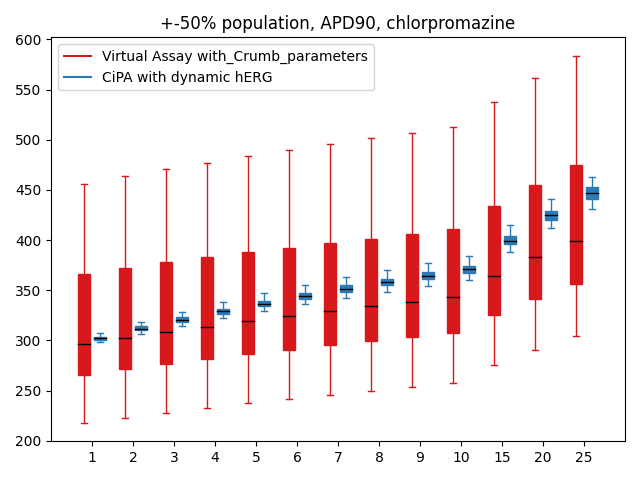 +-50% population, APD90, chlorpromazine
Virtual Assay with_Crumb_parameters
CiPA with dynamic hERG
600
550
500
450
400
350
300
250
200
1 2 3 4 5 6 7 8 9 10 15 20 25